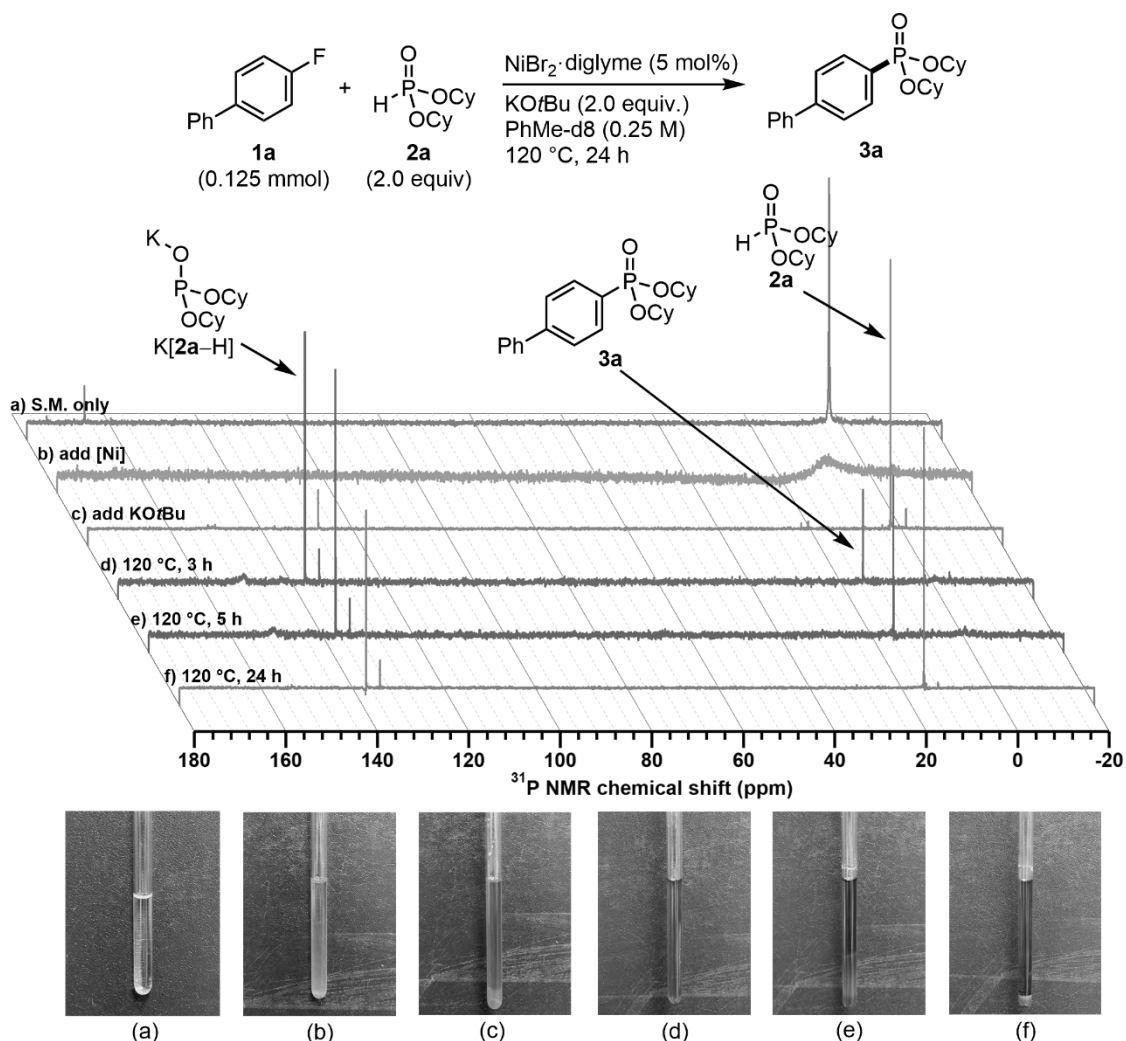 F
Ph
1a
(0.125 mmol)
+
O
H P OCy
OCy
2a
(2.0 equiv)
NiBr₂·diglyme (5 mol%)
KOtBu (2.0 equiv.)
PhMe-d8 (0.25 M)
120 °C, 24 h
O
P OCy
OCy
Ph
3a
K O
P OCy
OCy
K[2a–H]
O
P OCy
OCy
Ph
3a
O
H P OCy
OCy
2a
a) S.M. only
b) add [Ni]
c) add KOtBu
d) 120 °C, 3 h
e) 120 °C, 5 h
f) 120 °C, 24 h
180 160 140 120 100 80 60 40 20 0 -20
³¹P NMR chemical shift (ppm)
(a) (b) (c) (d) (e) (f)